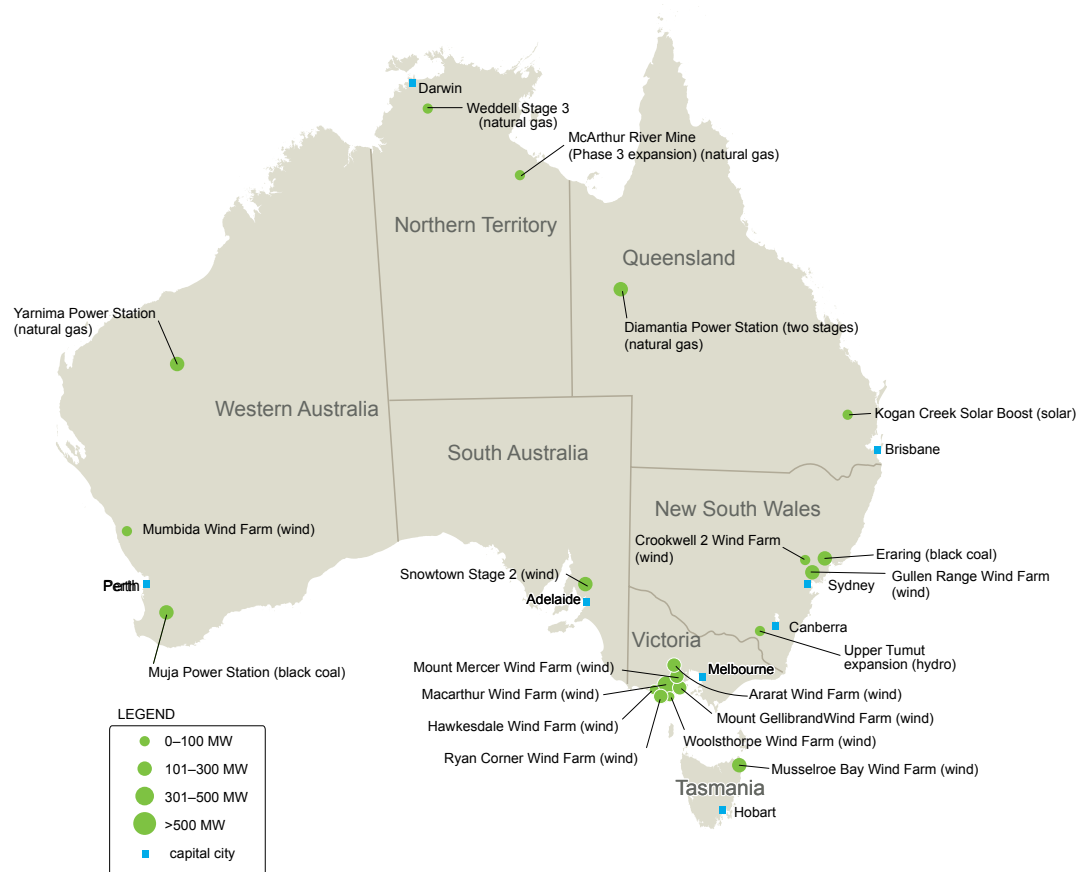 Darwin
Weddell Stage 3
(natural gas)
McArthur River Mine
(Phase 3 expansion) (natural gas)
Northern Territory
Queensland
Yarnima Power Station
(natural gas)
Diamantia Power Station (two stages)
(natural gas)
Western Australia
Kogan Creek Solar Boost (solar)
South Australia
Brisbane
New South Wales
Mumbida Wind Farm (wind)
Crookwell 2 Wind Farm
(wind)
Eraring (black coal)
Snowtown Stage 2 (wind)
Gullen Range Wind Farm
(wind)
Perth
Sydney
Adelaide
Canberra
Victoria
Upper Tumut
expansion (hydro)
Muja Power Station (black coal)
Mount Mercer Wind Farm (wind)
Melbourne
Macarthur Wind Farm (wind)
Ararat Wind Farm (wind)
Hawkesdale Wind Farm (wind)
Mount GellibrandWind Farm (wind)
Ryan Corner Wind Farm (wind)
Woolsthorpe Wind Farm (wind)
Musselroe Bay Wind Farm (wind)
Tasmania
Hobart
LEGEND
0–100 MW
101–300 MW
301–500 MW
>500 MW
capital city